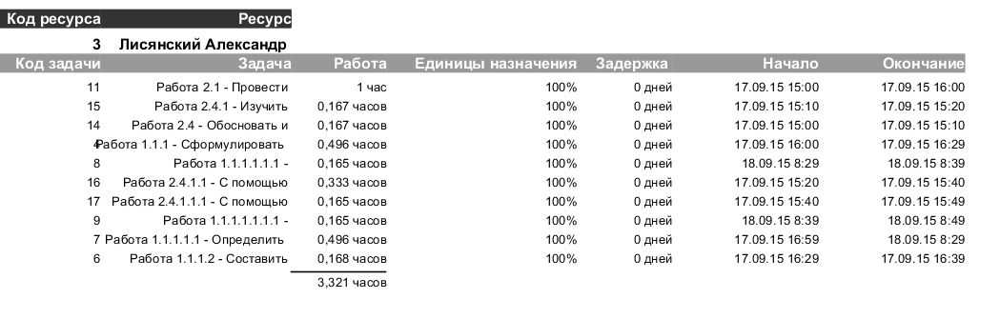 Код ресурса Ресурс
3 Лисянский Александр
Код задачи Задача Работа Единицы назначения Задержка Начало Окончание
11 Работа 2.1 - Провести 1 час 100% 0 дней 17.09.15 15:00 17.09.15 16:00
15 Работа 2.4.1 - Изучить 0,167 часов 100% 0 дней 17.09.15 15:10 17.09.15 15:20
14 Работа 2.4 - Обосновать и 0,167 часов 100% 0 дней 17.09.15 15:00 17.09.15 15:10
4 Работа 1.1.1 - Сформулировать 0,496 часов 100% 0 дней 17.09.15 16:00 17.09.15 16:29
8 Работа 1.1.1.1.1.1 - 0,165 часов 100% 0 дней 18.09.15 8:29 18.09.15 8:39
16 Работа 2.4.1.1 - С помощью 0,333 часов 100% 0 дней 17.09.15 15:20 17.09.15 15:40
17 Работа 2.4.1.1.1 - С помощью 0,165 часов 100% 0 дней 17.09.15 15:40 17.09.15 15:49
9 Работа 1.1.1.1.1.1.1 - 0,165 часов 100% 0 дней 18.09.15 8:39 18.09.15 8:49
7 Работа 1.1.1.1.1 - Определить 0,496 часов 100% 0 дней 17.09.15 16:59 18.09.15 8:29
6 Работа 1.1.1.2 - Составить 0,168 часов 100% 0 дней 17.09.15 16:29 17.09.15 16:39
3,321 часов